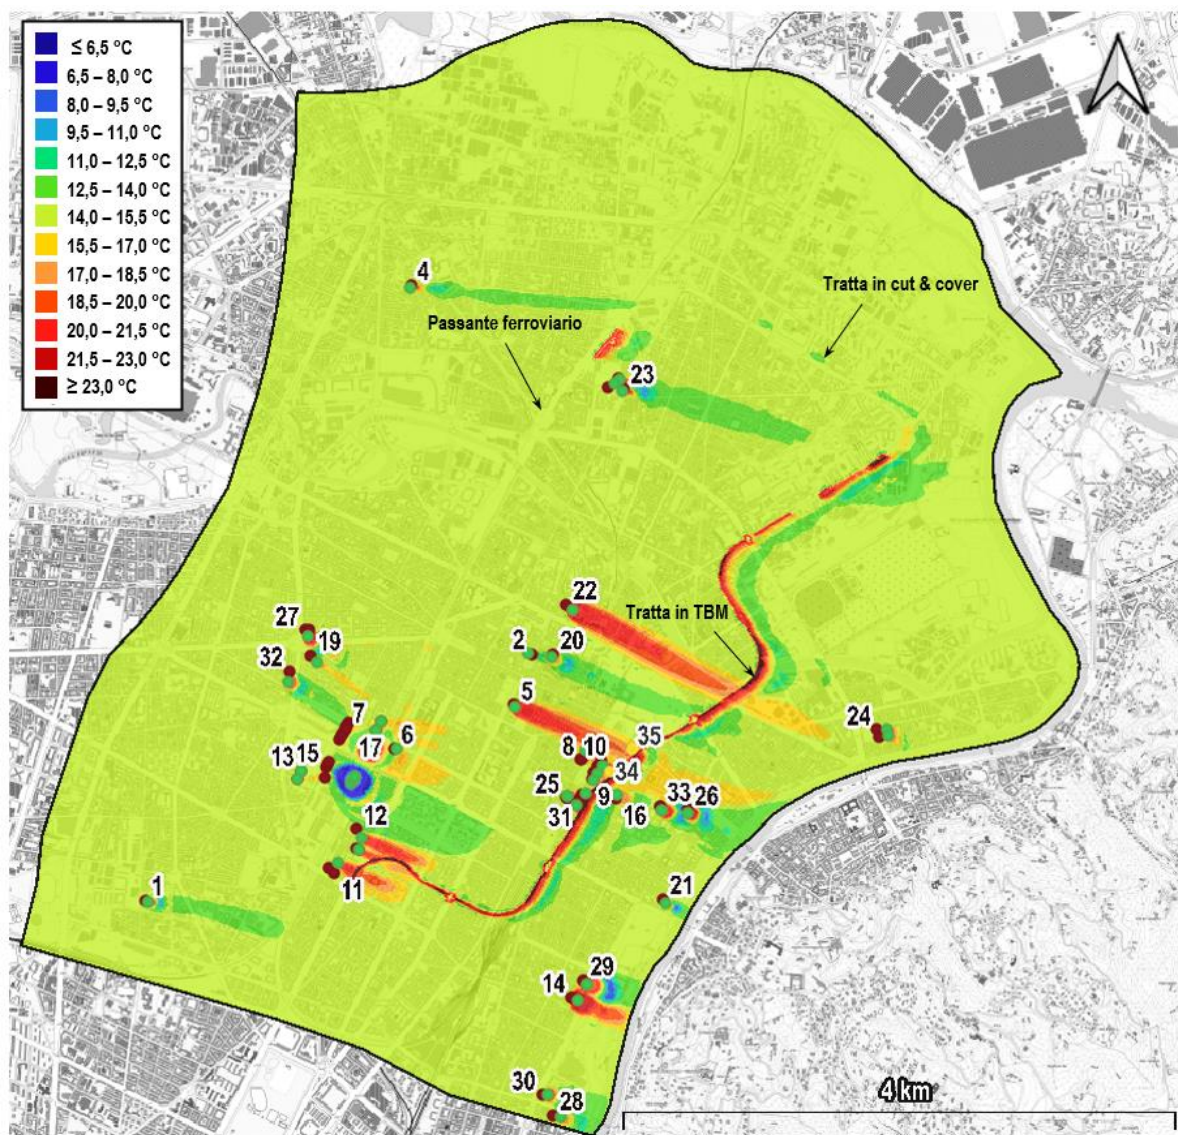 ≤ 6,5 °C
6,5 – 8,0 °C
8,0 – 9,5 °C
9,5 – 11,0 °C
11,0 – 12,5 °C
12,5 – 14,0 °C
14,0 – 15,5 °C
15,5 – 17,0 °C
17,0 – 18,5 °C
18,5 – 20,0 °C
20,0 – 21,5 °C
21,5 – 23,0 °C
≥ 23,0 °C
4
Tratta in cut & cover
Passante ferroviario
23
22
Tratta in TBM
27
19
2
20
32
5
7
24
6
35
17
8
10
13
15
34
25
33
26
9
31
16
12
11
1
21
29
14
30
28
4 km